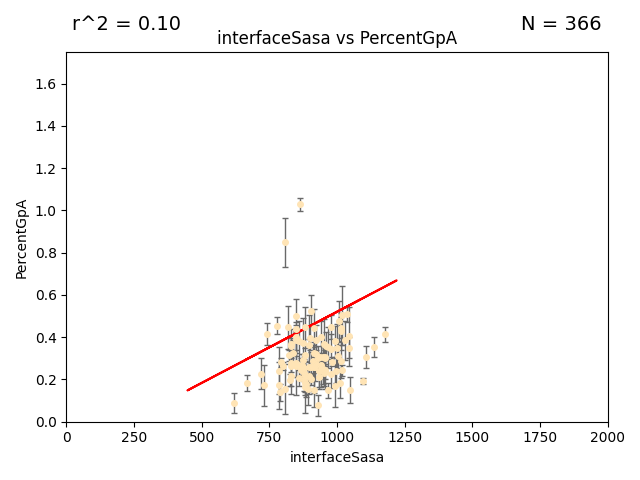 r^2 = 0.10
N = 366
interfaceSasa vs PercentGpA
PercentGpA
1.6
1.4
1.2
1.0
0.8
0.6
0.4
0.2
0.0
0 250 500 750 1000 1250 1500 1750 2000
interfaceSasa